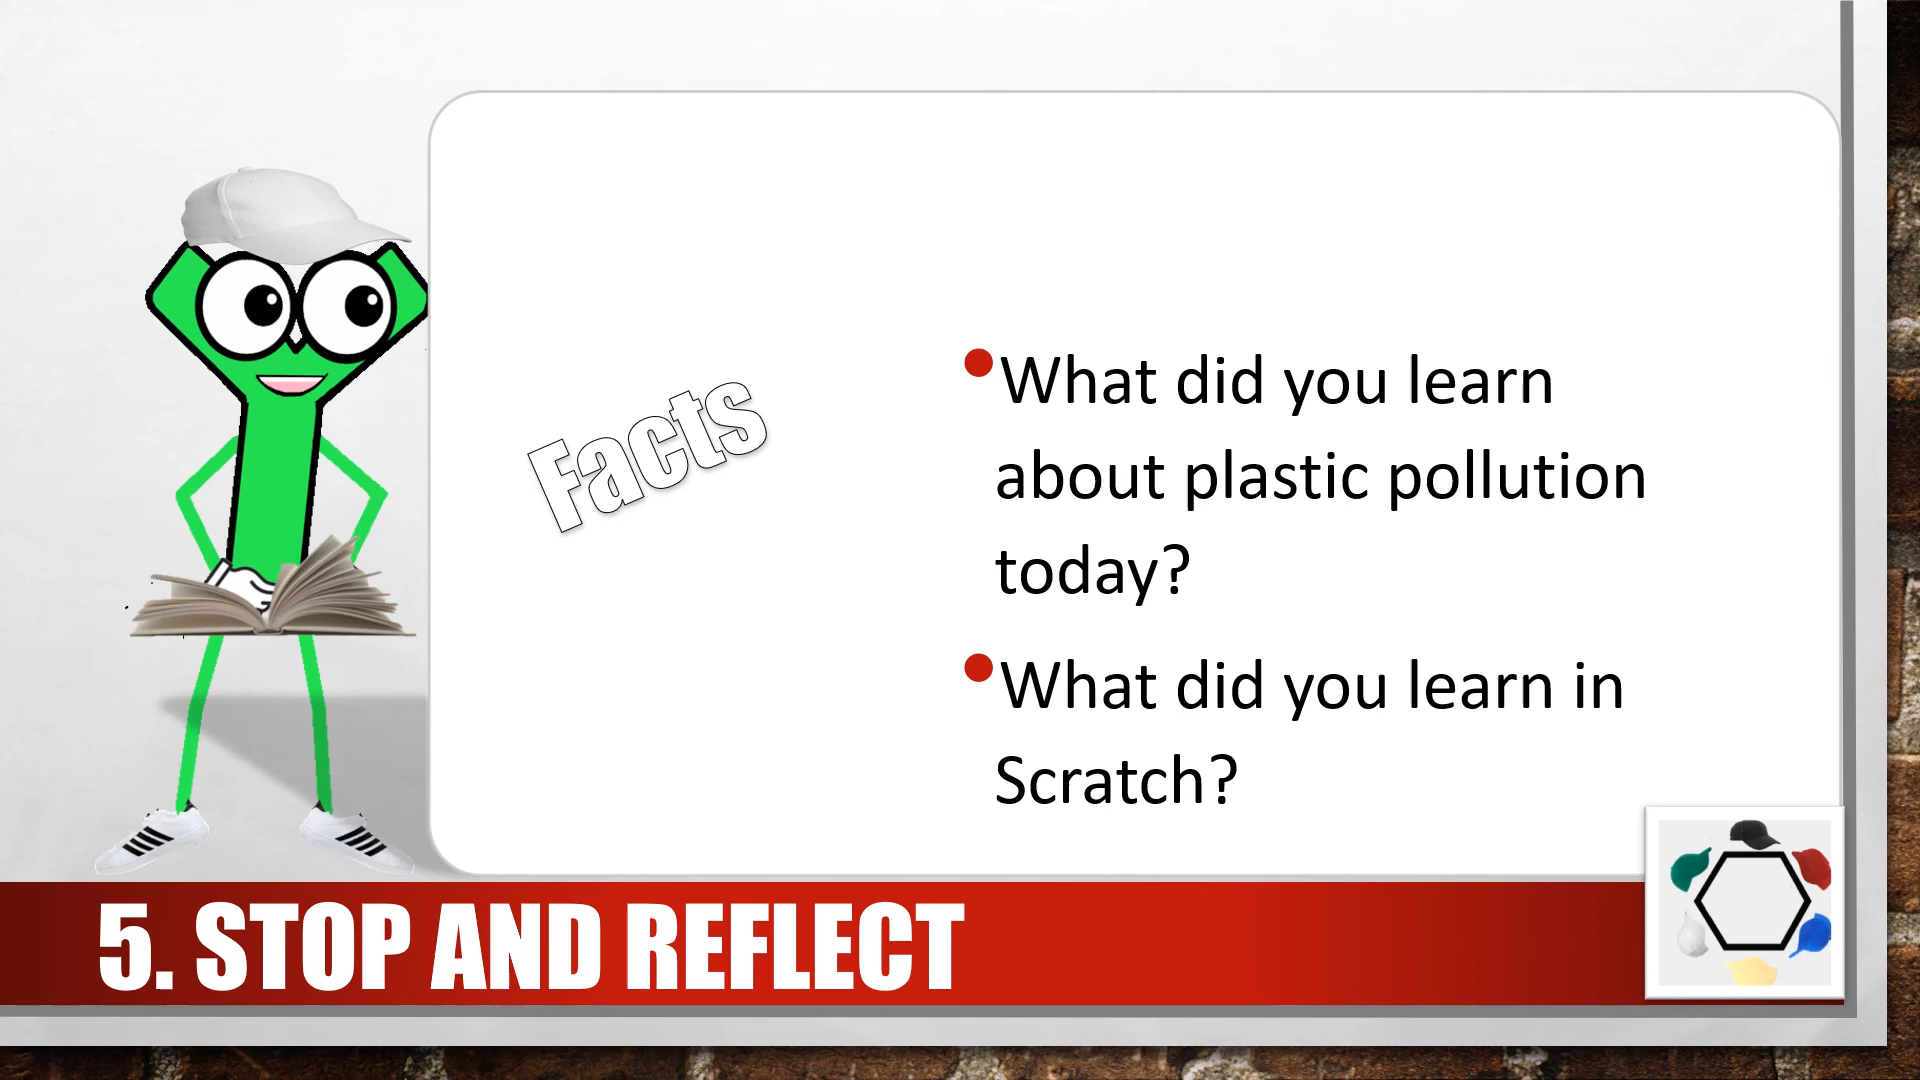 Facts
•What did you learn
about plastic pollution
today?
•What did you learn in
Scratch?
5. STOP AND REFLECT